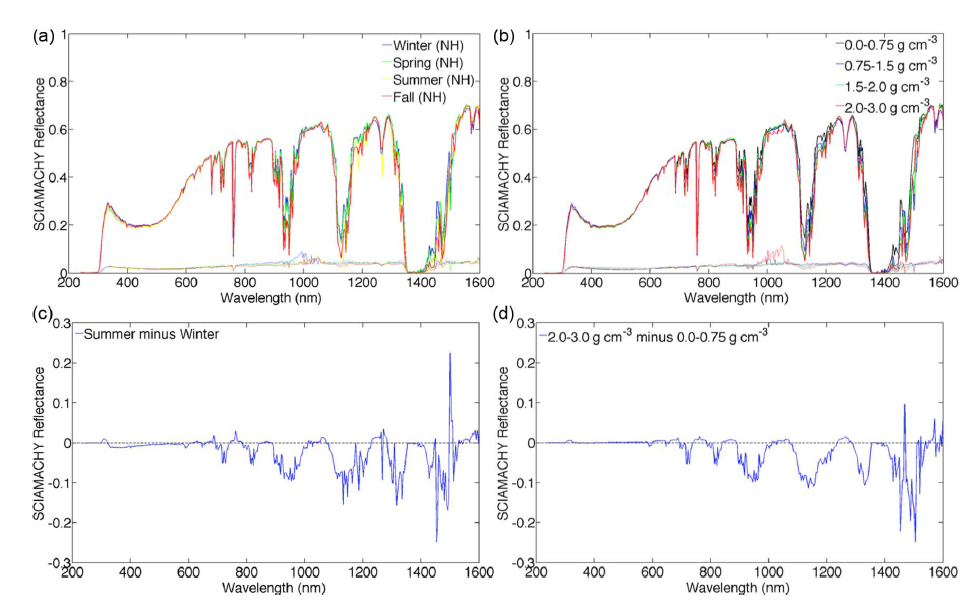 (a)
Winter (NH)
Spring (NH)
Summer (NH)
Fall (NH)
1
0.8
0.6
0.4
0.2
0
SCIAMACHY Reflectance
200 400 600 800 1000 1200 1400 1600
Wavelength (nm)
(b)
0.0-0.75 g cm⁻³
0.75-1.5 g cm⁻³
1.5-2.0 g cm⁻³
2.0-3.0 g cm⁻³
1
0.8
0.6
0.4
0.2
0
SCIAMACHY Reflectance
200 400 600 800 1000 1200 1400 1600
Wavelength (nm)
(c)
Summer minus Winter
0.3
0.2
0.1
0
-0.1
-0.2
-0.3
SCIAMACHY Reflectance
200 400 600 800 1000 1200 1400 1600
Wavelength (nm)
(d)
2.0-3.0 g cm⁻³ minus 0.0-0.75 g cm⁻³
0.3
0.2
0.1
0
-0.1
-0.2
-0.3
SCIAMACHY Reflectance
200 400 600 800 1000 1200 1400 1600
Wavelength (nm)